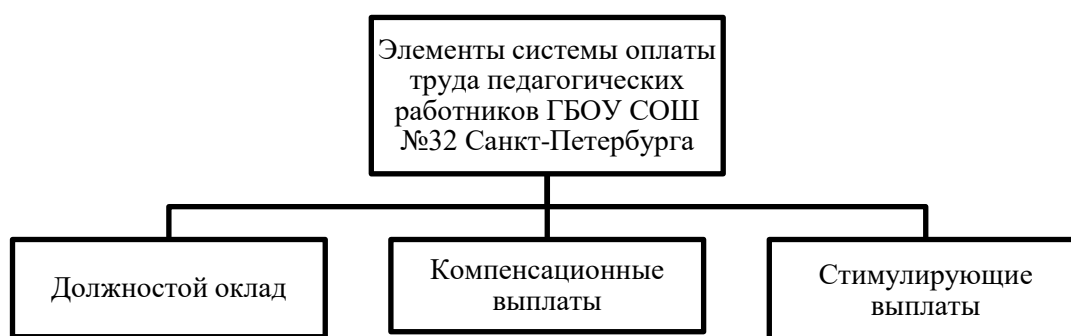 Элементы системы оплаты
труда педагогических
работников ГБОУ СОШ
№32 Санкт-Петербурга
Должностой оклад
Компенсационные
выплаты
Стимулирующие
выплаты